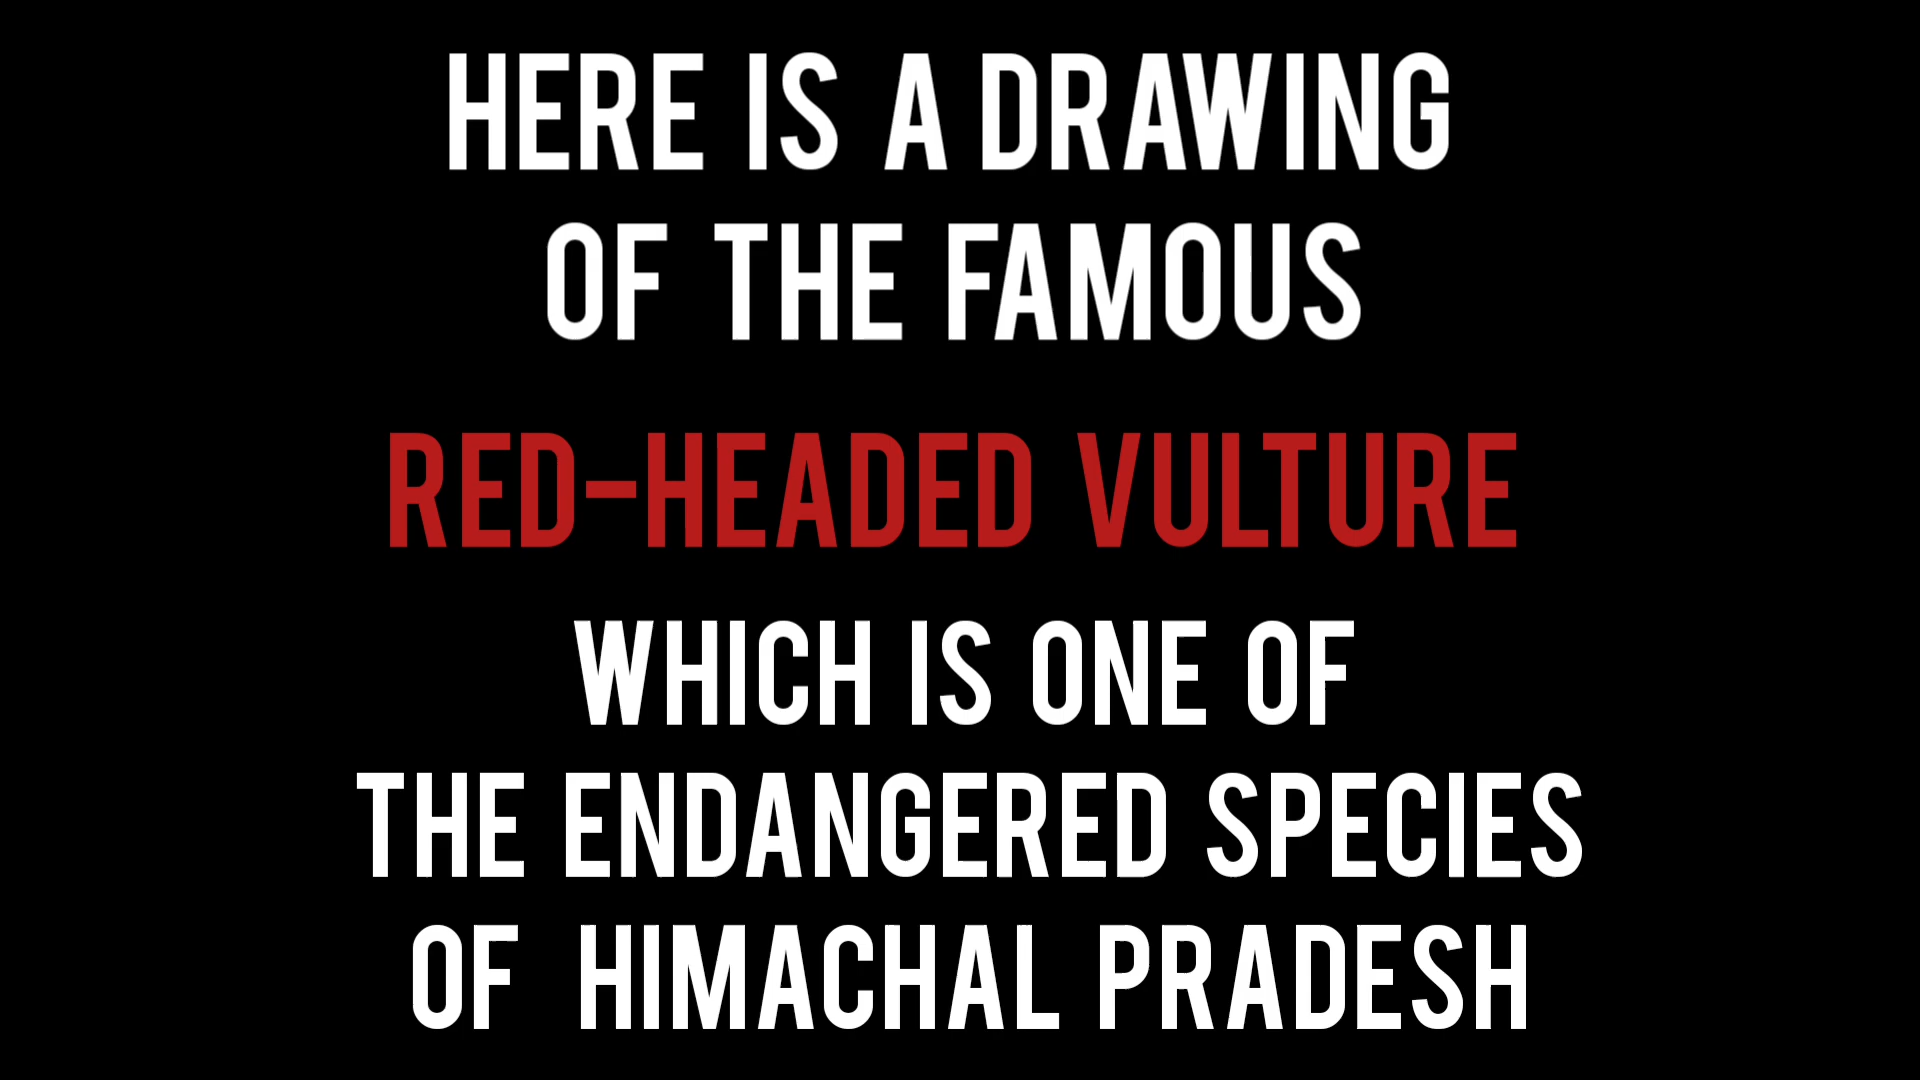 HERE IS A DRAWING
OF THE FAMOUS
RED-HEADED VULTURE
WHICH IS ONE OF
THE ENDANGERED SPECIES
OF HIMACHAL PRADESH